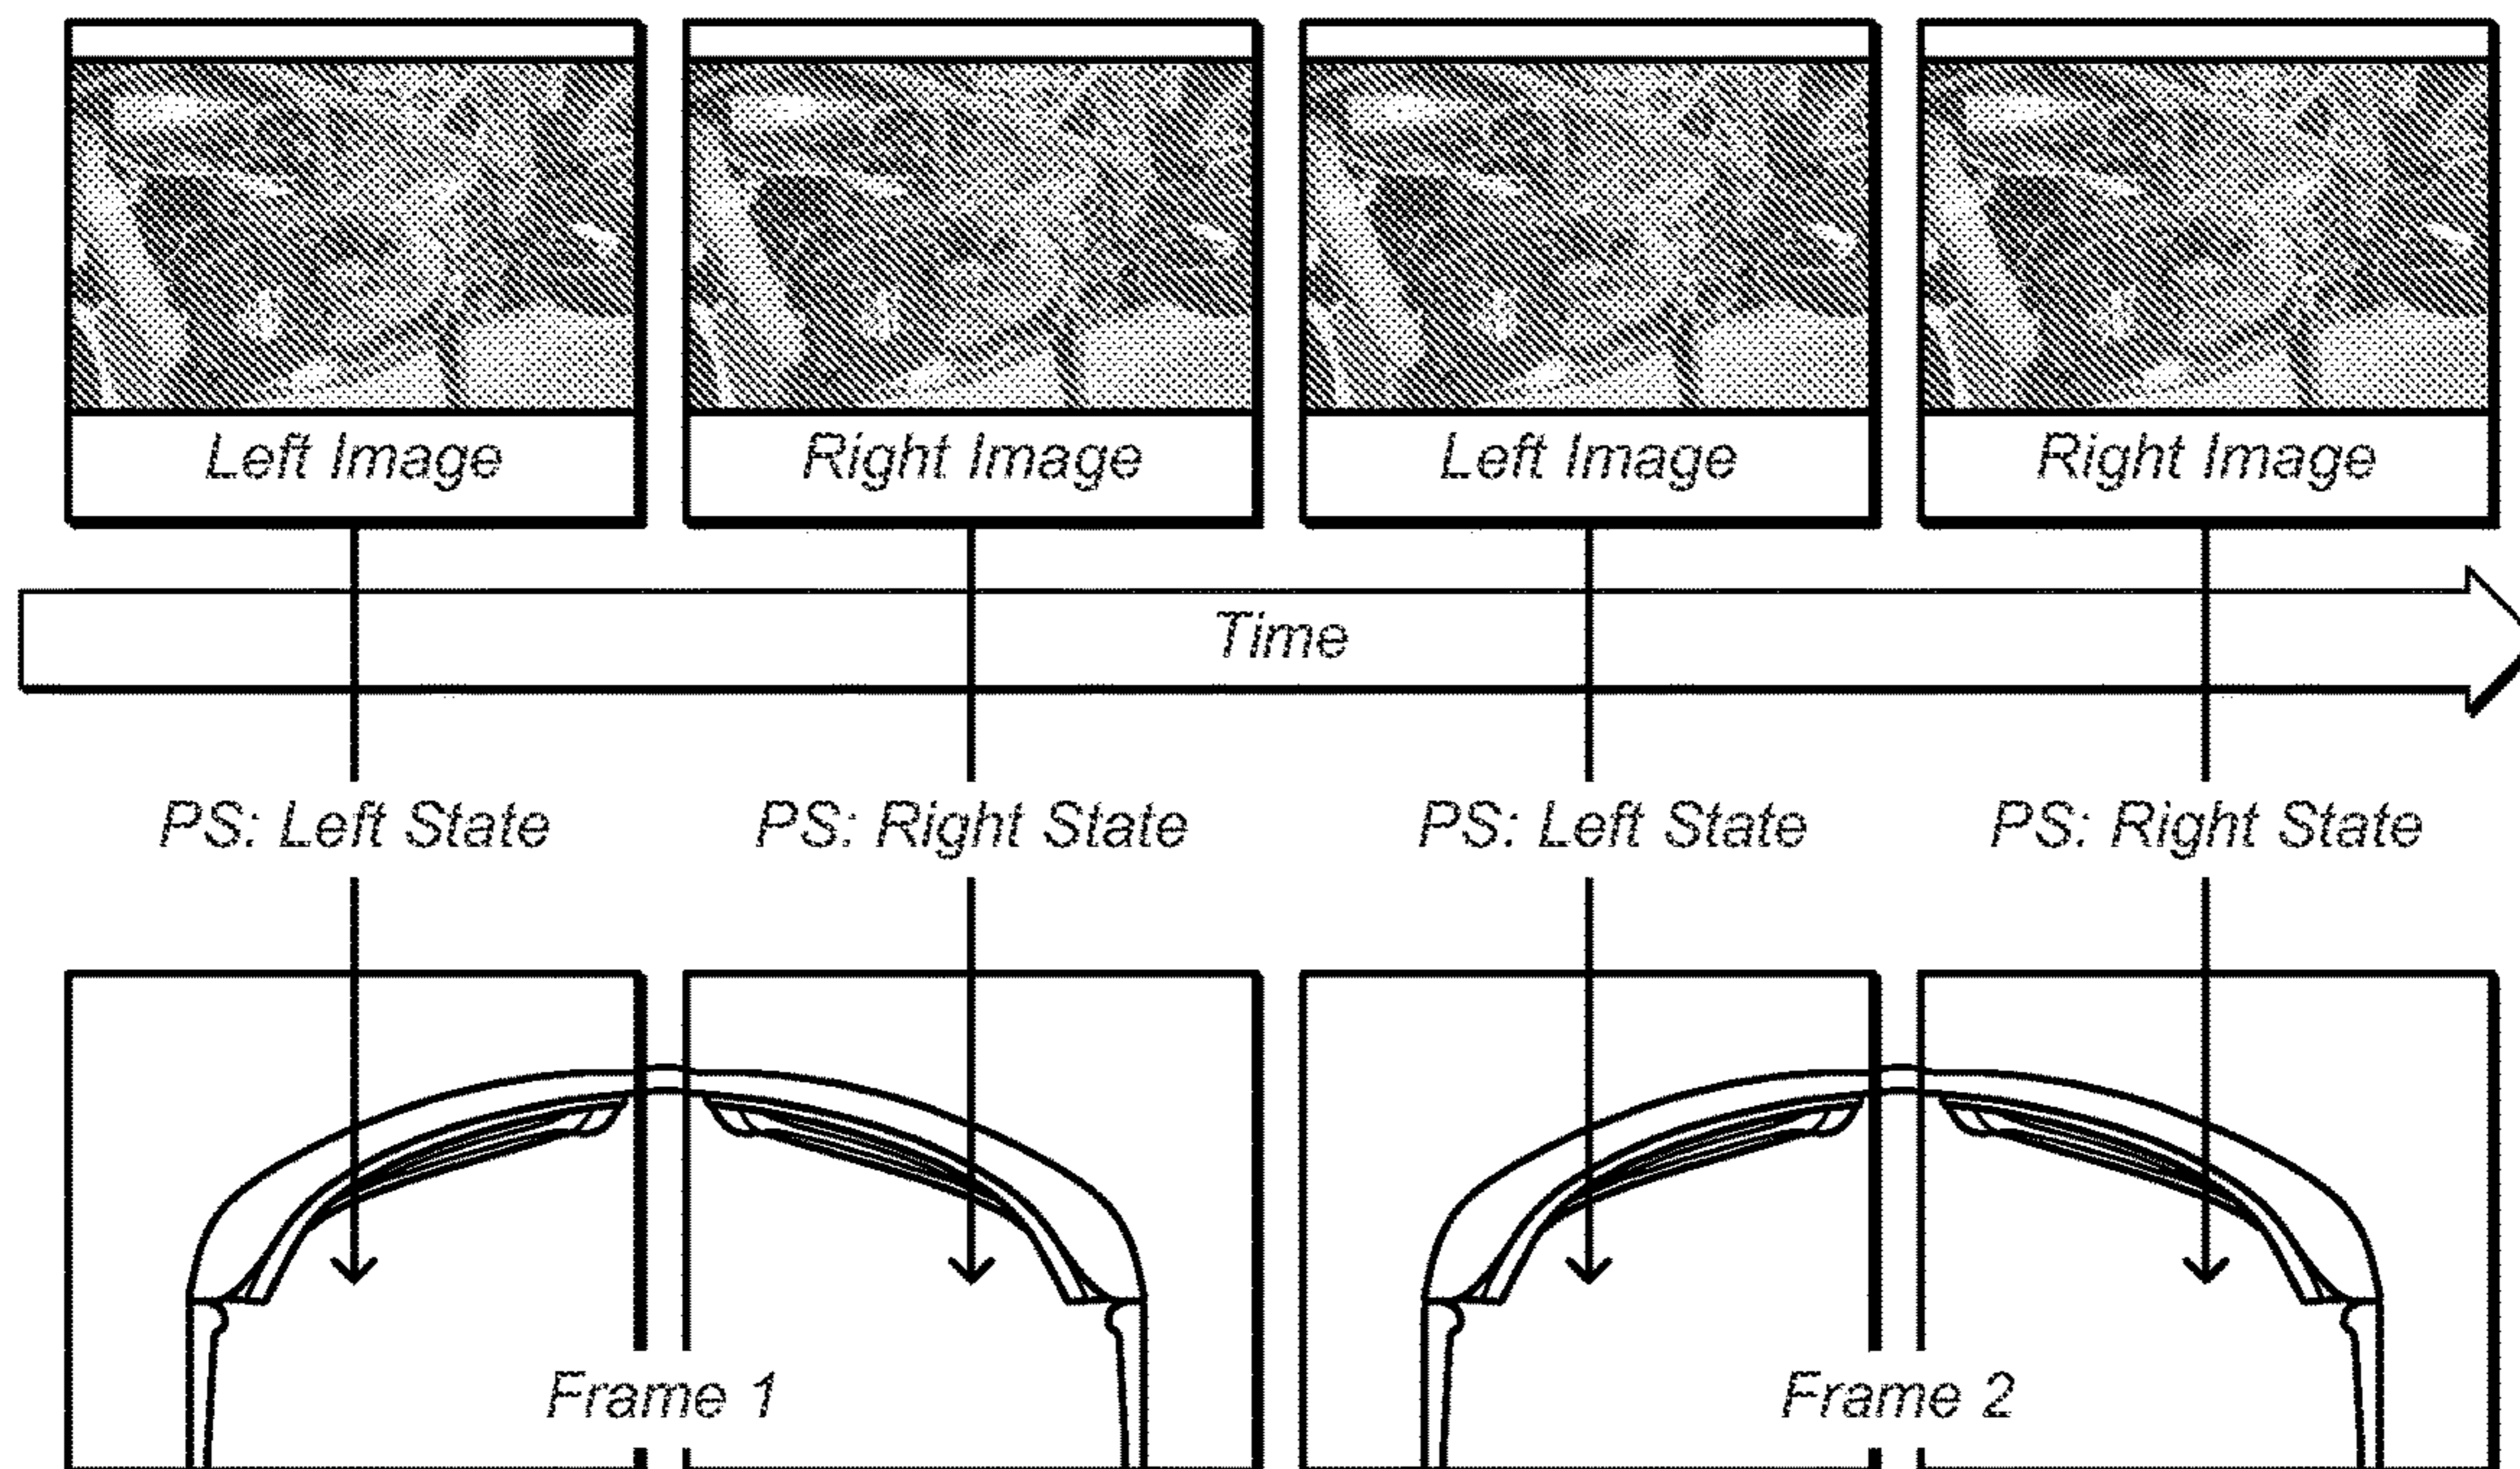 Left Image
Right Image
Left Image
Right Image
Time
PS: Left State
PS: Right State
PS: Left State
PS: Right State
Frame 1
Frame 2